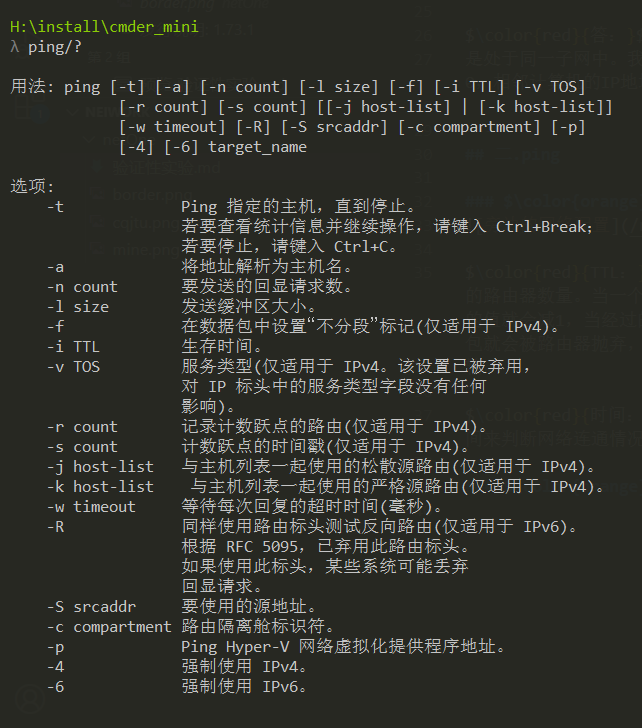 H:\install\cmder_mini
λ ping/?
用法: ping [-t] [-a] [-n count] [-l size] [-f] [-i TTL] [-v TOS]
[-r count] [-s count] [[-j host-list] | [-k host-list]]
[-w timeout] [-R] [-S srcaddr] [-c compartment] [-p]
[-4] [-6] target_name
选项:
-t Ping 指定的主机，直到停止。
若要查看统计信息并继续操作，请键入 Ctrl+Break；
若要停止，请键入 Ctrl+C。
-a 将地址解析为主机名。
-n count 要发送的回显请求数。
-l size 发送缓冲区大小。
-f 在数据包中设置“不分段”标记(仅适用于 IPv4)。
-i TTL 生存时间。
-v TOS 服务类型(仅适用于 IPv4。该设置已被弃用，
对 IP 标头中的服务类型字段没有任何
影响)。
-r count 记录计数跃点的路由(仅适用于 IPv4)。
-s count 计数跃点的时间戳(仅适用于 IPv4)。
-j host-list 与主机列表一起使用的松散源路由(仅适用于 IPv4)。
-k host-list 与主机列表一起使用的严格源路由(仅适用于 IPv4)。
-w timeout 等待每次回复的超时时间(毫秒)。
-R 同样使用路由标头测试反向路由(仅适用于 IPv6)。
根据 RFC 5095，已弃用此路由标头。
如果使用此标头，某些系统可能丢弃
回显请求。
-S srcaddr 要使用的源地址。
-c compartment 路由隔离舱标识符。
-p Ping Hyper-V 网络虚拟化提供程序地址。
-4 强制使用 IPv4。
-6 强制使用 IPv6。